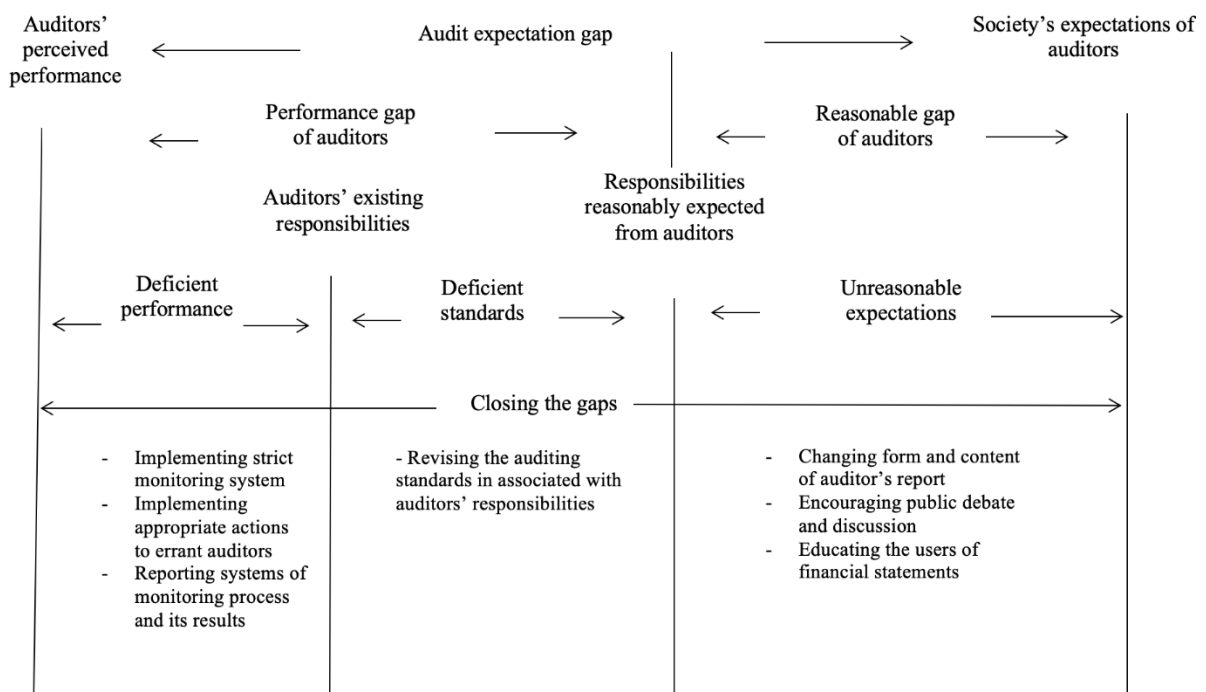 Auditors’
perceived
performance
Audit expectation gap
Society’s expectations of
auditors
Performance gap
of auditors
Reasonable gap
of auditors
Auditors’ existing
responsibilities
Responsibilities
reasonably expected
from auditors
Deficient
performance
Deficient
standards
Unreasonable
expectations
Closing the gaps
- Implementing strict
monitoring system
- Implementing
appropriate actions
to errant auditors
- Reporting systems of
monitoring process
and its results
- Revising the auditing
standards in associated with
auditors’ responsibilities
- Changing form and content
of auditor’s report
- Encouraging public debate
and discussion
- Educating the users of
financial statements